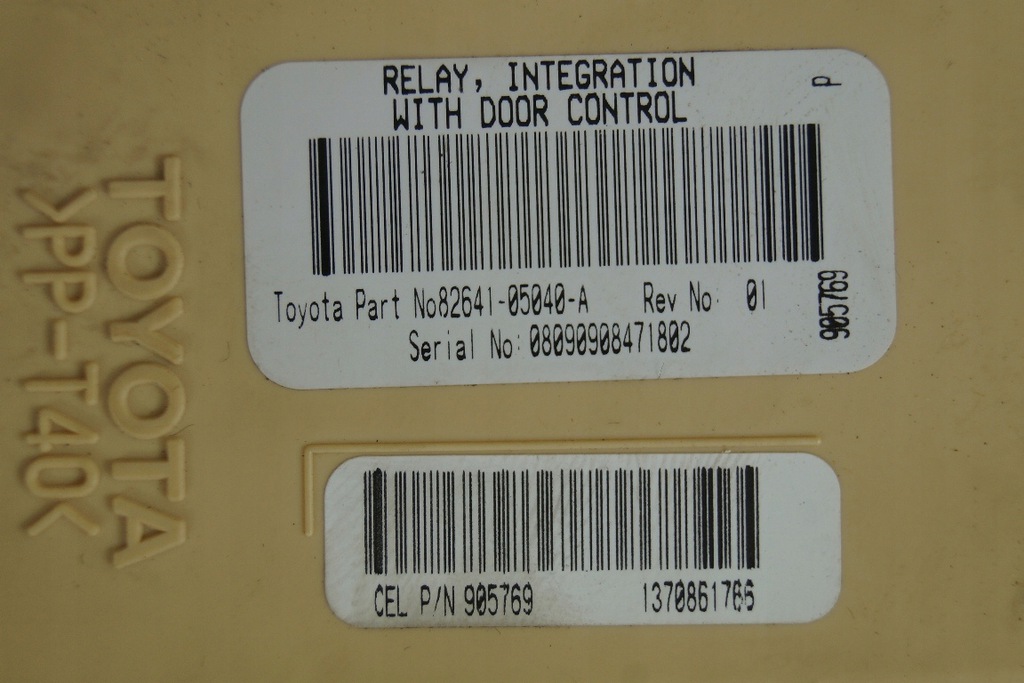 RELAY, INTEGRATION
WITH DOOR CONTROL
P
Toyota Part No82641-05040-A Rev No: 01
Serial No: 08090908471802
905769
CEL P/N 905769 1370861766
TOYOTA
>PP-T40<